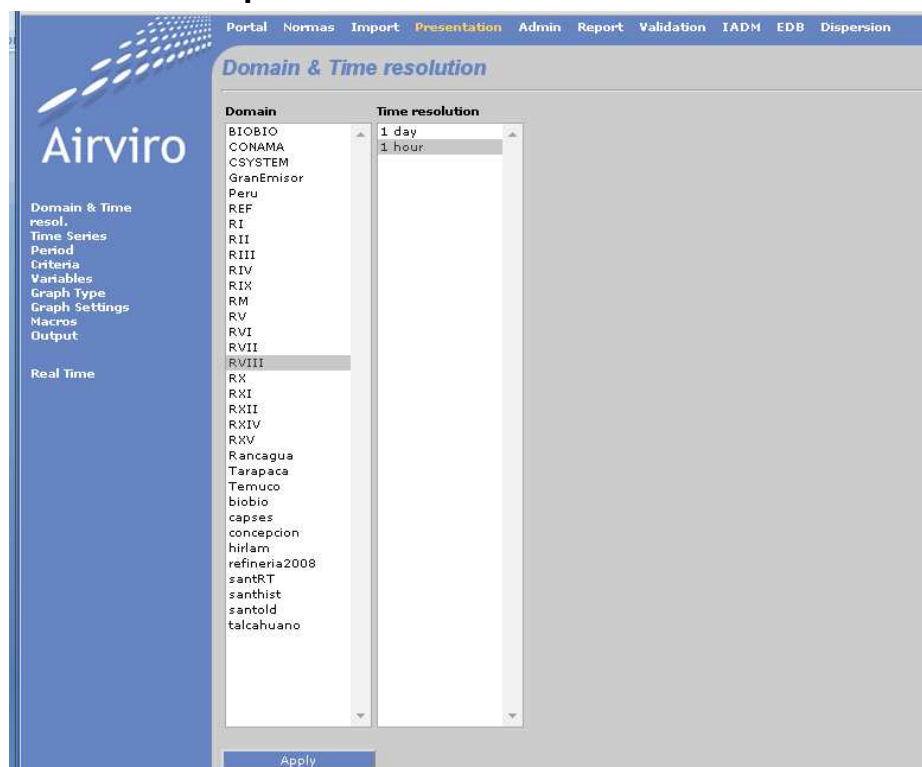 Portal Normas Import Presentation Admin Report Validation IADM EDB Dispersion
Domain & Time resolution
Airviro
Domain & Time
resol.
Time Series
Period
Criteria
Variables
Graph Type
Graph Settings
Macros
Output
Real Time
Domain
BIOBIO
CONAMA
CSYSTEM
GranEmisor
Peru
REF
RI
RII
RIII
RIV
RIX
RM
RV
RVI
RVII
RVIII
RX
RXI
RXII
RXIV
RXV
Rancagua
Tarapaca
Temuco
biobio
capses
concepcion
hirlam
refineria2008
santRT
santhist
santold
talcahuano
Time resolution
1 day
1 hour
Apply